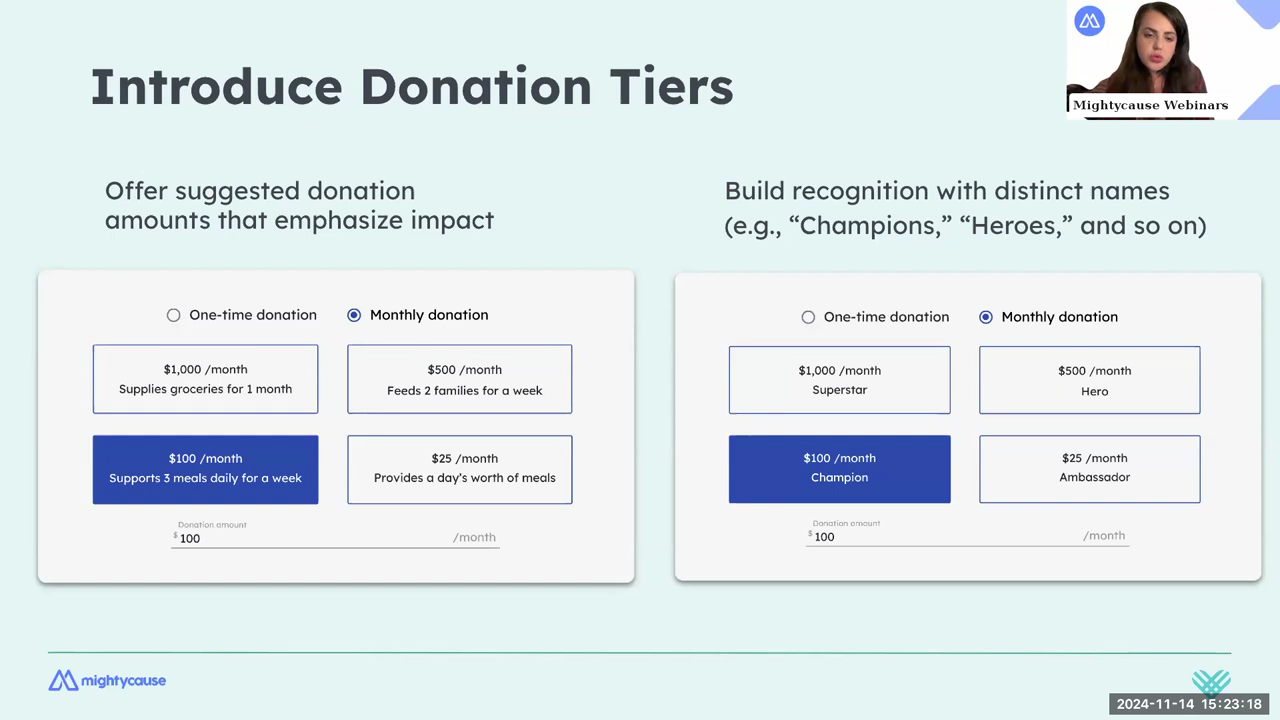 Introduce Donation Tiers
Mightycause Webinars
Offer suggested donation
amounts that emphasize impact
One-time donation
Monthly donation
$1,000 /month
Supplies groceries for 1 month
$500 /month
Feeds 2 families for a week
$100 /month
Supports 3 meals daily for a week
$25 /month
Provides a day's worth of meals
Donation amount
$ 100
/month
Build recognition with distinct names
(e.g., “Champions,” “Heroes,” and so on)
One-time donation
Monthly donation
$1,000 /month
Superstar
$500 /month
Hero
$100 /month
Champion
$25 /month
Ambassador
Donation amount
$ 100
/month
mightycause
2024-11-14 15:23:18